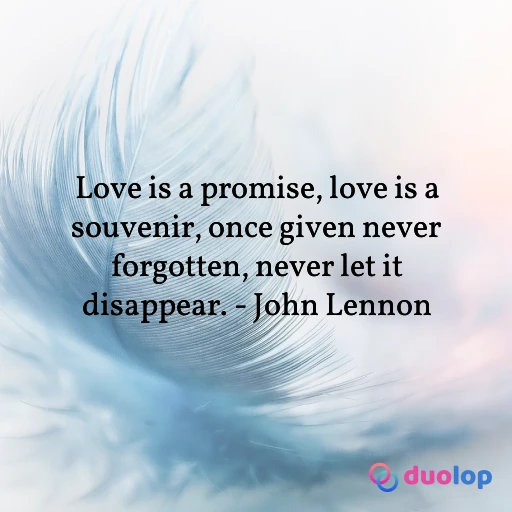 Love is a promise, love is a
souvenir, once given never
forgotten, never let it
disappear. - John Lennon
duolop